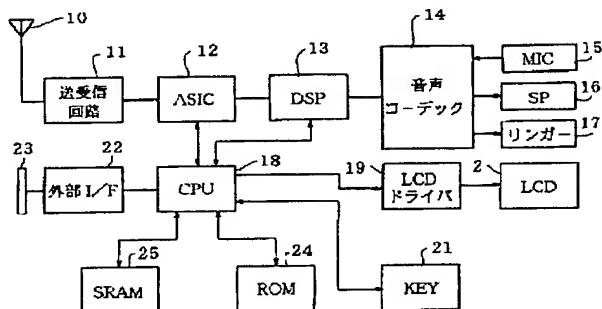 10
11
12
13
14
送受信
回路
ASIC
DSP
音声
コーデック
MIC
15
SP
16
リンガー
17
23
22
外部 I/F
18
CPU
19
LCD
ドライバ
2
LCD
25
SRAM
24
ROM
21
KEY